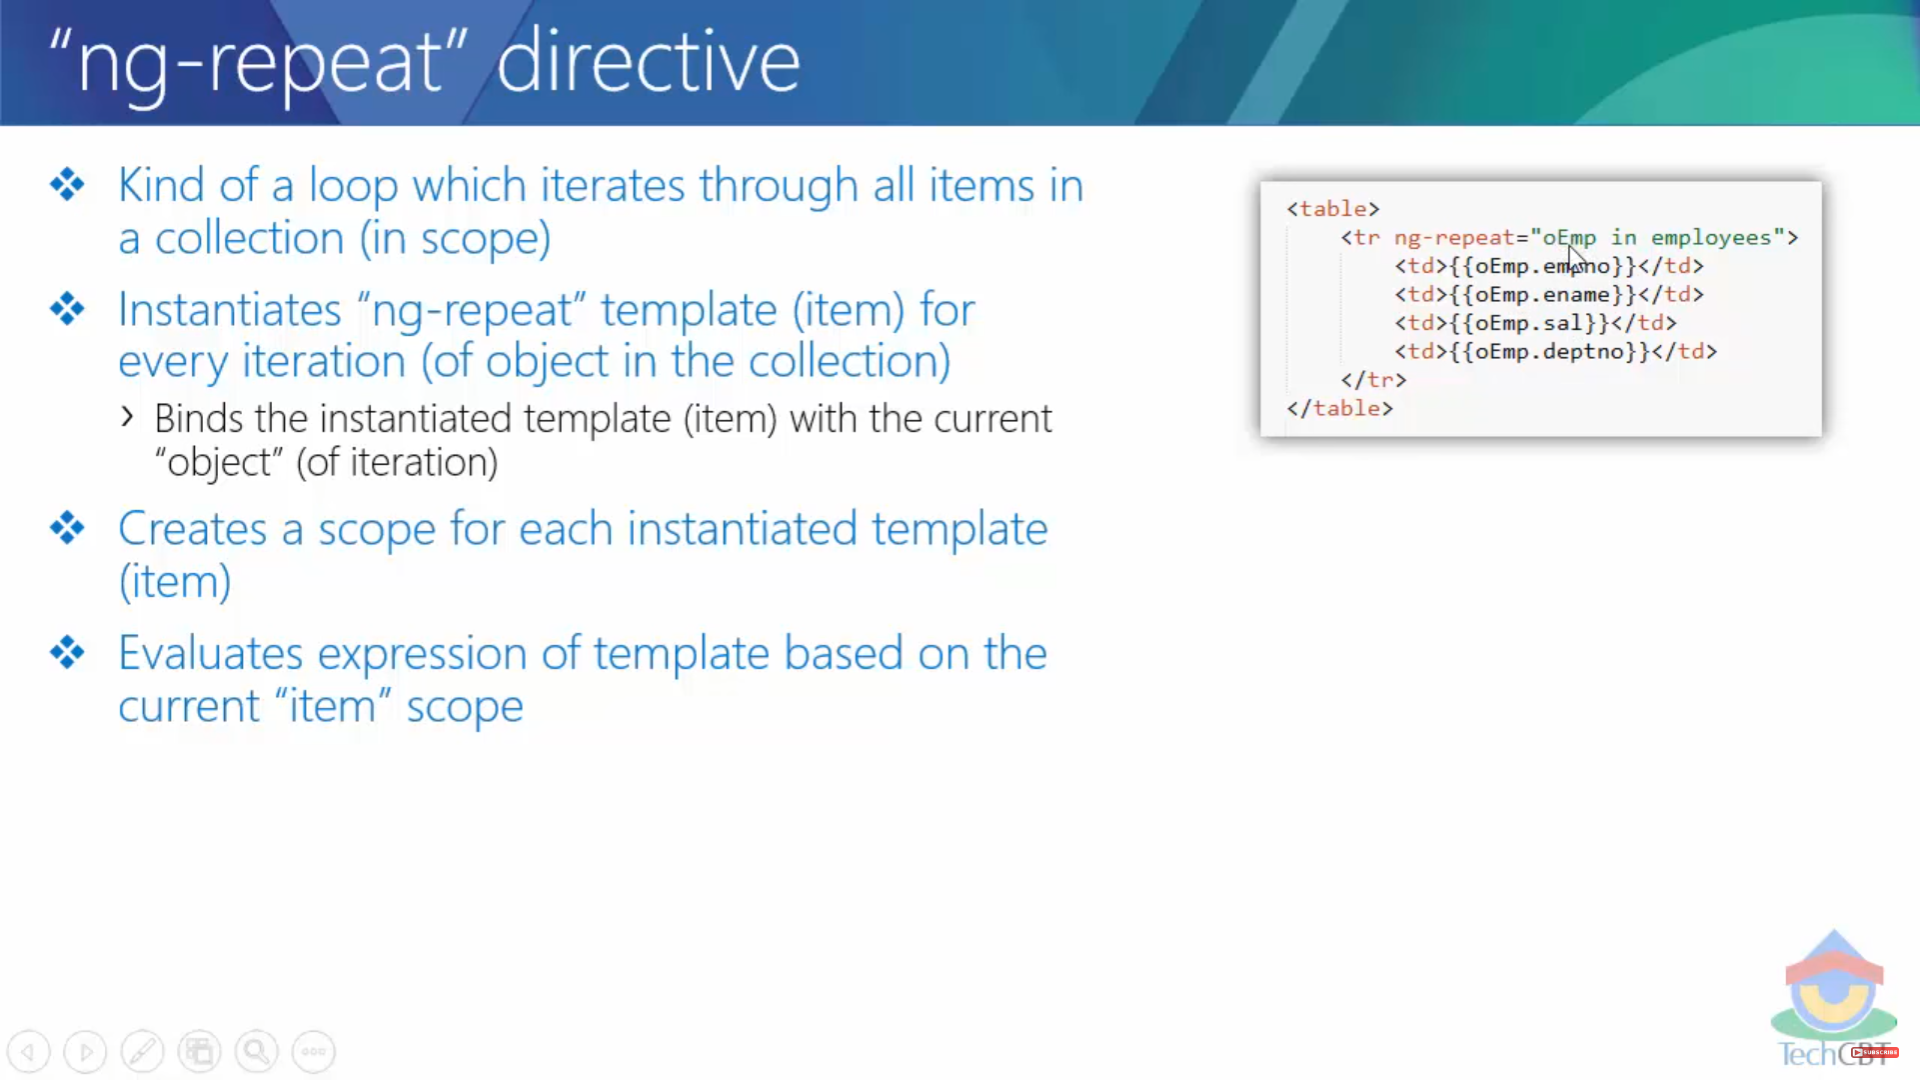 “ng-repeat” directive
Kind of a loop which iterates through all items in
a collection (in scope)
Instantiates “ng-repeat” template (item) for
every iteration (of object in the collection)
Binds the instantiated template (item) with the current
“object” (of iteration)
Creates a scope for each instantiated template
(item)
Evaluates expression of template based on the
current “item” scope
<table>
<tr ng-repeat="oEmp in employees">
<td>{{oEmp.empno}}</td>
<td>{{oEmp.ename}}</td>
<td>{{oEmp.sal}}</td>
<td>{{oEmp.deptno}}</td>
</tr>
</table>
TechCBT
SUBSCRIBE